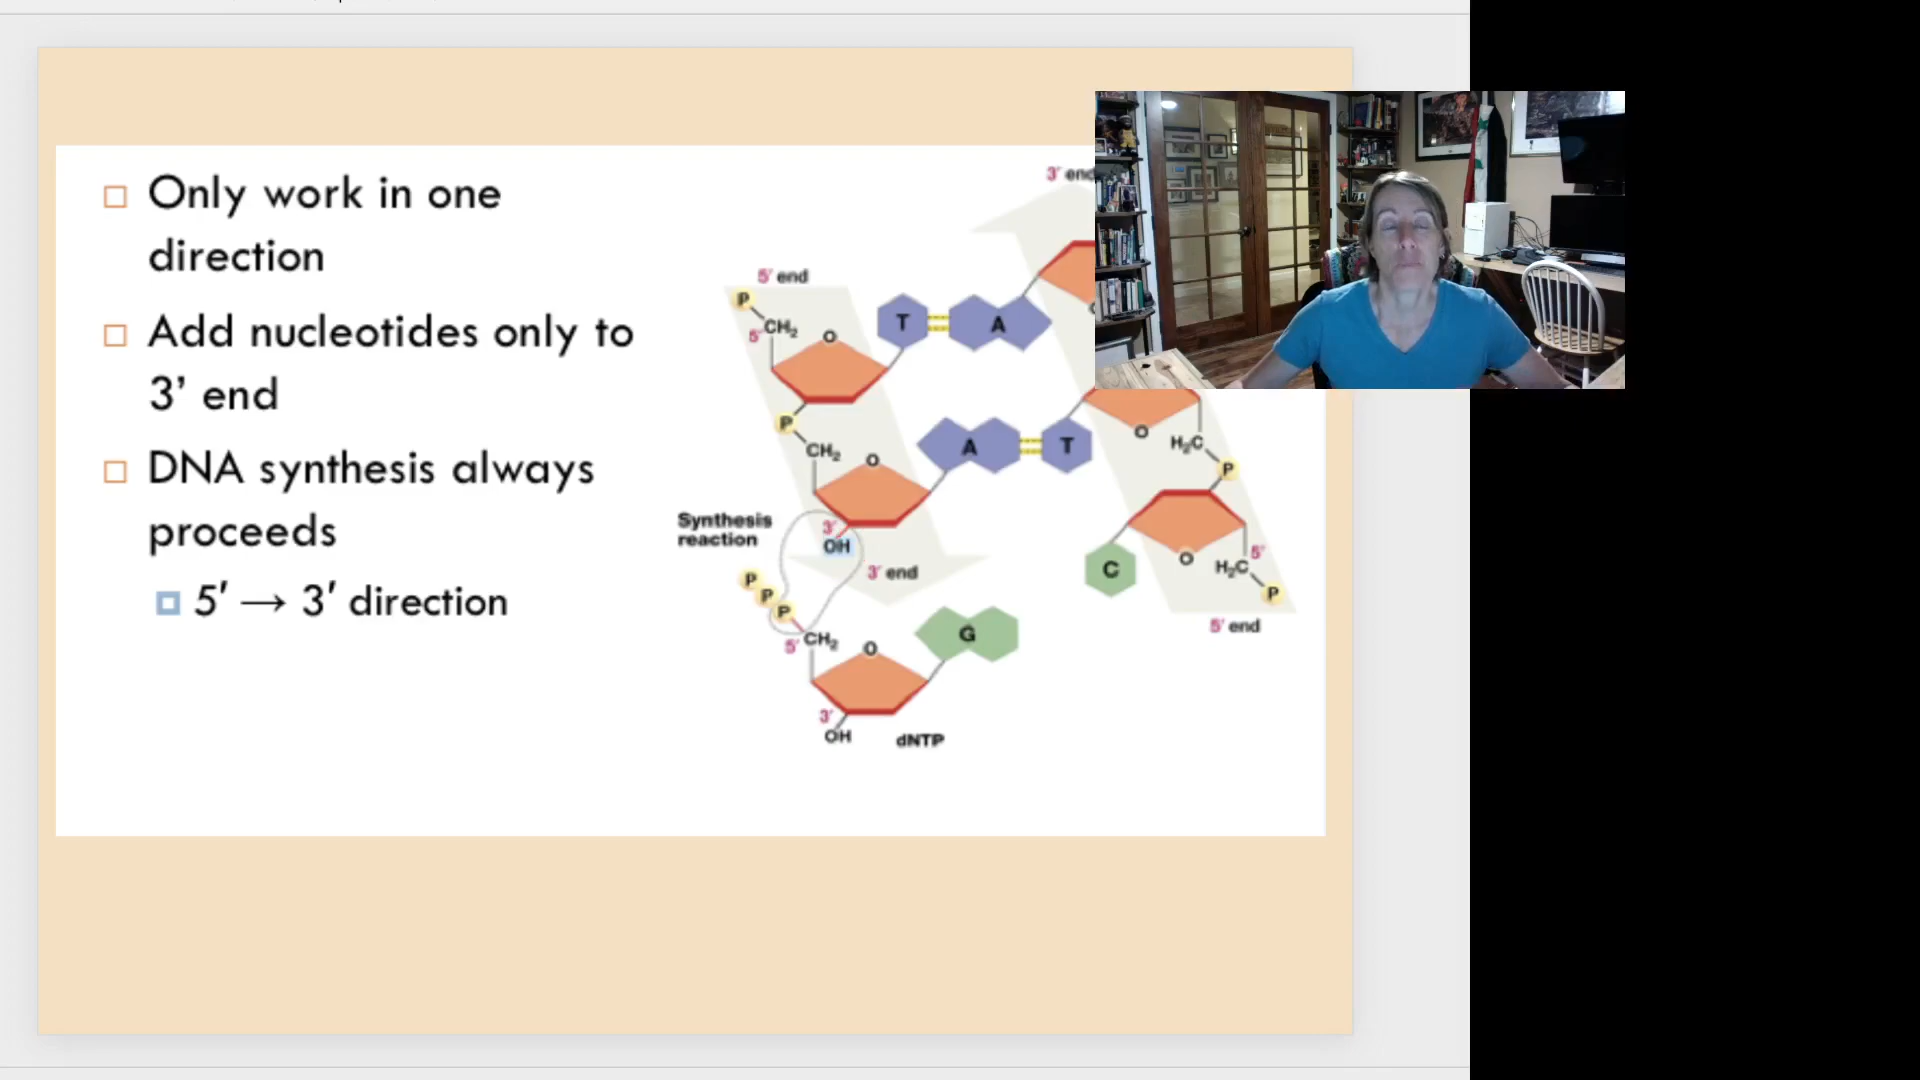 Only work in one
direction
Add nucleotides only to
3' end
DNA synthesis always
proceeds
5′ → 3′ direction
3′ end
5′ end
P
5′
CH₂
O
T
A
P
CH₂
O
A
T
O
H₂C
P
Synthesis
reaction
3′
OH
3′ end
P
P
P
5′
CH₂
O
G
3′
OH
dNTP
C
O
5′
H₂C
P
5′ end